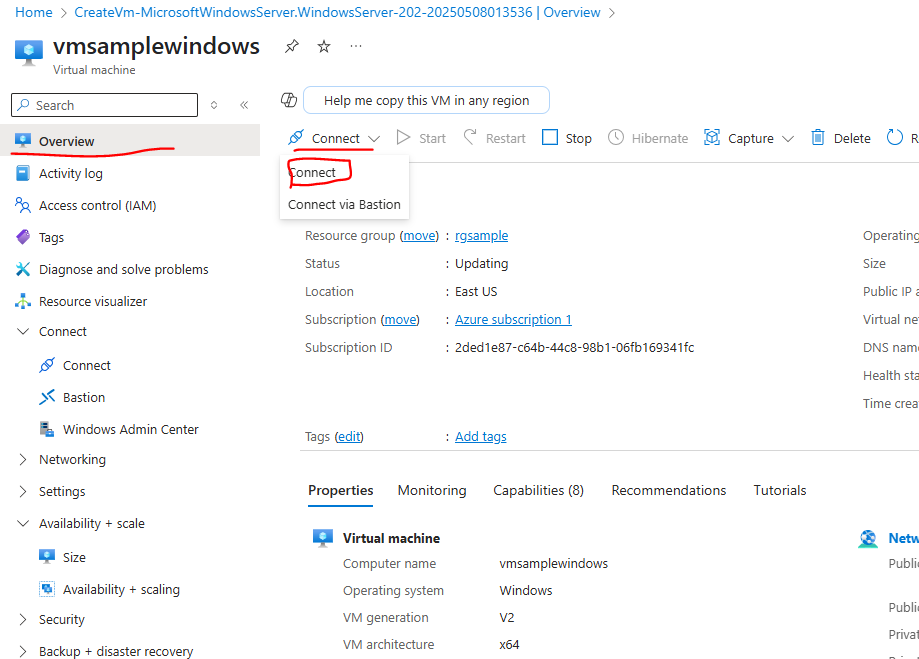 Home > CreateVm-MicrosoftWindowsServer.WindowsServer-202-20250508013536 | Overview >
vmsamplewindows
Virtual machine
Search
Help me copy this VM in any region
Overview
Activity log
Access control (IAM)
Tags
Diagnose and solve problems
Resource visualizer
Connect
Connect
Bastion
Windows Admin Center
Networking
Settings
Availability + scale
Size
Availability + scaling
Security
Backup + disaster recovery
Connect Start Restart Stop Hibernate Capture Delete
Connect
Connect via Bastion
Resource group (move) : rgsample
Status : Updating
Location : East US
Subscription (move) : Azure subscription 1
Subscription ID : 2ded1e87-c64b-44c8-98b1-06fb169341fc
Operating
Size
Public IP
Virtual
DNS
Health
Time
Tags (edit) : Add tags
Properties Monitoring Capabilities (8) Recommendations Tutorials
Virtual machine
Computer name vmsamplewindows
Operating system Windows
VM generation V2
VM architecture x64